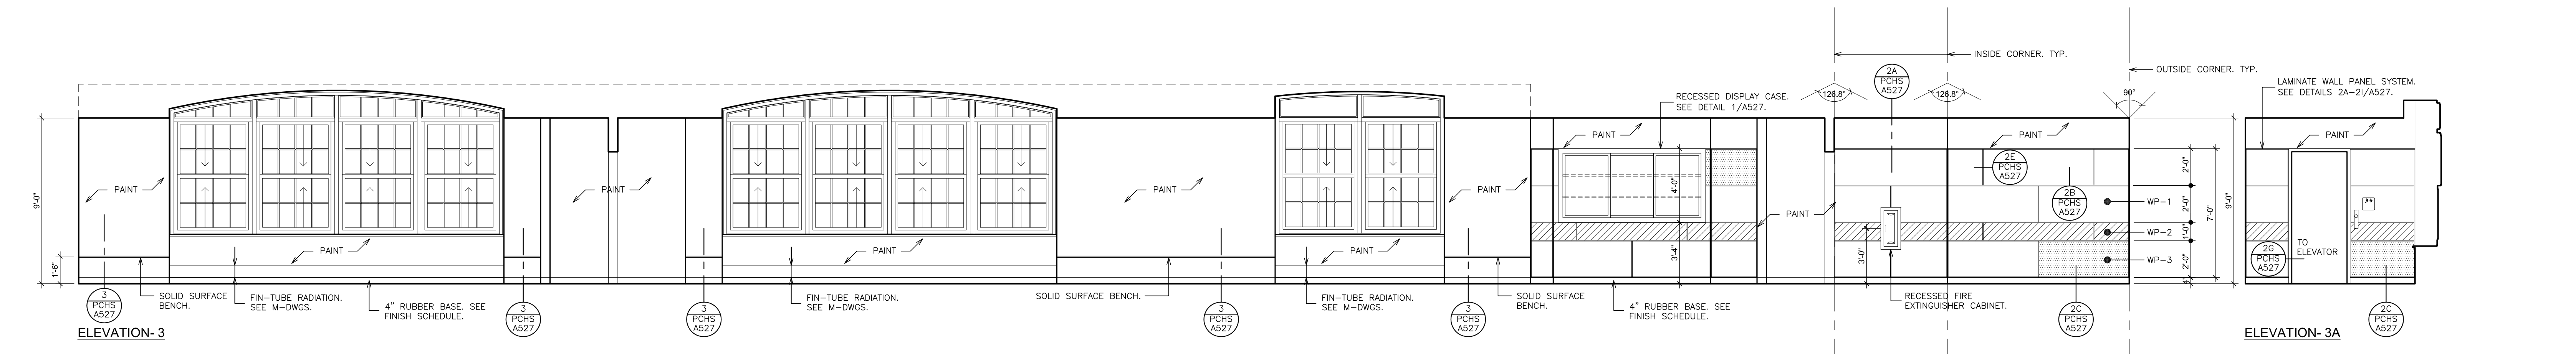 INSIDE CORNER. TYP.
OUTSIDE CORNER. TYP.
2A
PCHS
A527
LAMINATE WALL PANEL SYSTEM.
SEE DETAILS 2A-2I/A527.
RECESSED DISPLAY CASE.
SEE DETAIL 1/A527.
126.8°
126.8°
90°
PAINT
PAINT
PAINT
2E
PCHS
A527
2B
PCHS
A527
9'-0"
1'-6"
PAINT
PAINT
PAINT
PAINT
PAINT
PAINT
PAINT
PAINT
PAINT
4'-0"
3'-4"
3'-0"
WP-1
WP-2
WP-3
2'-0"
2'-0"
1'-0"
2'-0"
4"
7'-0"
9'-0"
2G
PCHS
A527
TO
ELEVATOR
3
PCHS
A527
SOLID SURFACE
BENCH.
FIN-TUBE RADIATION.
SEE M-DWGS.
4" RUBBER BASE. SEE
FINISH SCHEDULE.
3
PCHS
A527
3
PCHS
A527
FIN-TUBE RADIATION.
SEE M-DWGS.
SOLID SURFACE BENCH.
3
PCHS
A527
FIN-TUBE RADIATION.
SEE M-DWGS.
3
PCHS
A527
SOLID SURFACE
BENCH.
4" RUBBER BASE. SEE
FINISH SCHEDULE.
RECESSED FIRE
EXTINGUISHER CABINET.
2C
PCHS
A527
2C
PCHS
A527
ELEVATION- 3
ELEVATION- 3A